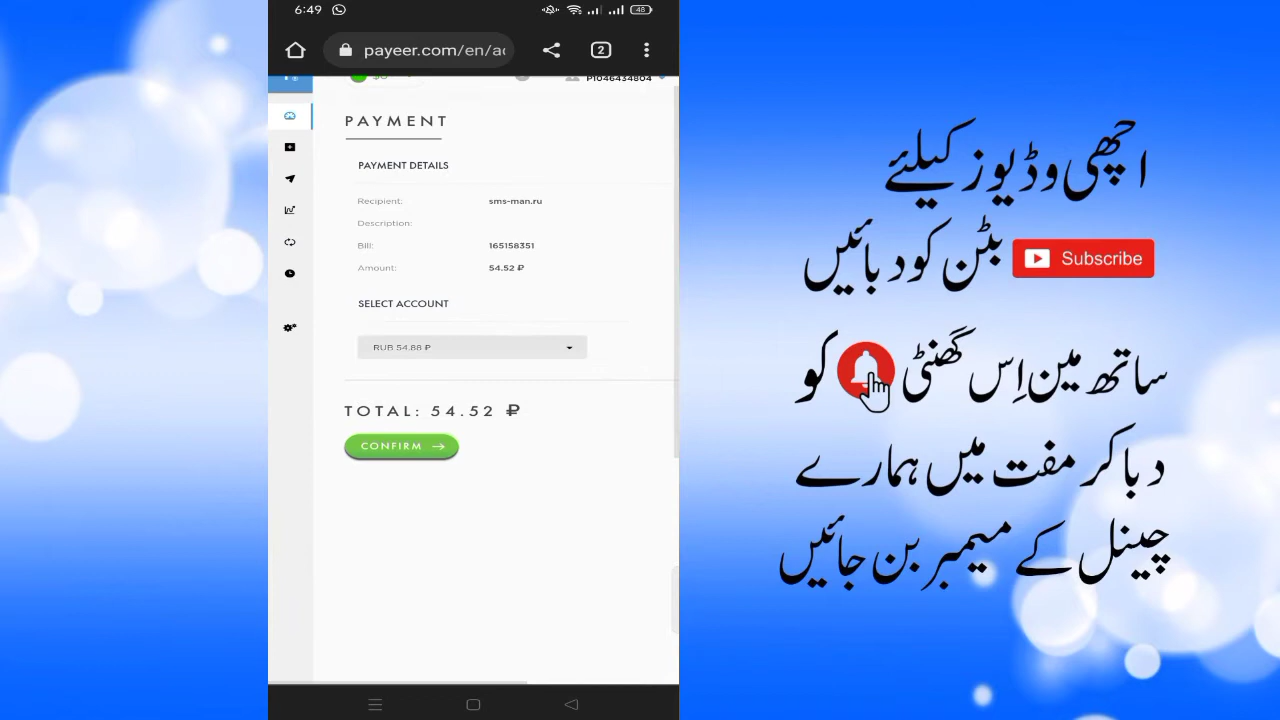 6:49
46
payeer.com/en/ac
2
P1046434804
PAYMENT
PAYMENT DETAILS
Recipient: sms-man.ru
Description:
Bill: 165158351
Amount: 54.52 ₽
SELECT ACCOUNT
RUB 54.88 ₽
TOTAL: 54.52 ₽
CONFIRM →
اچھی وڈیوز کیلئے
Subscribe بٹن کو دبائیں
ساتھ مین اِس گھنٹی کو
دبا کر مفت میں ہمارے
چینل کے میمبر بن جائیں